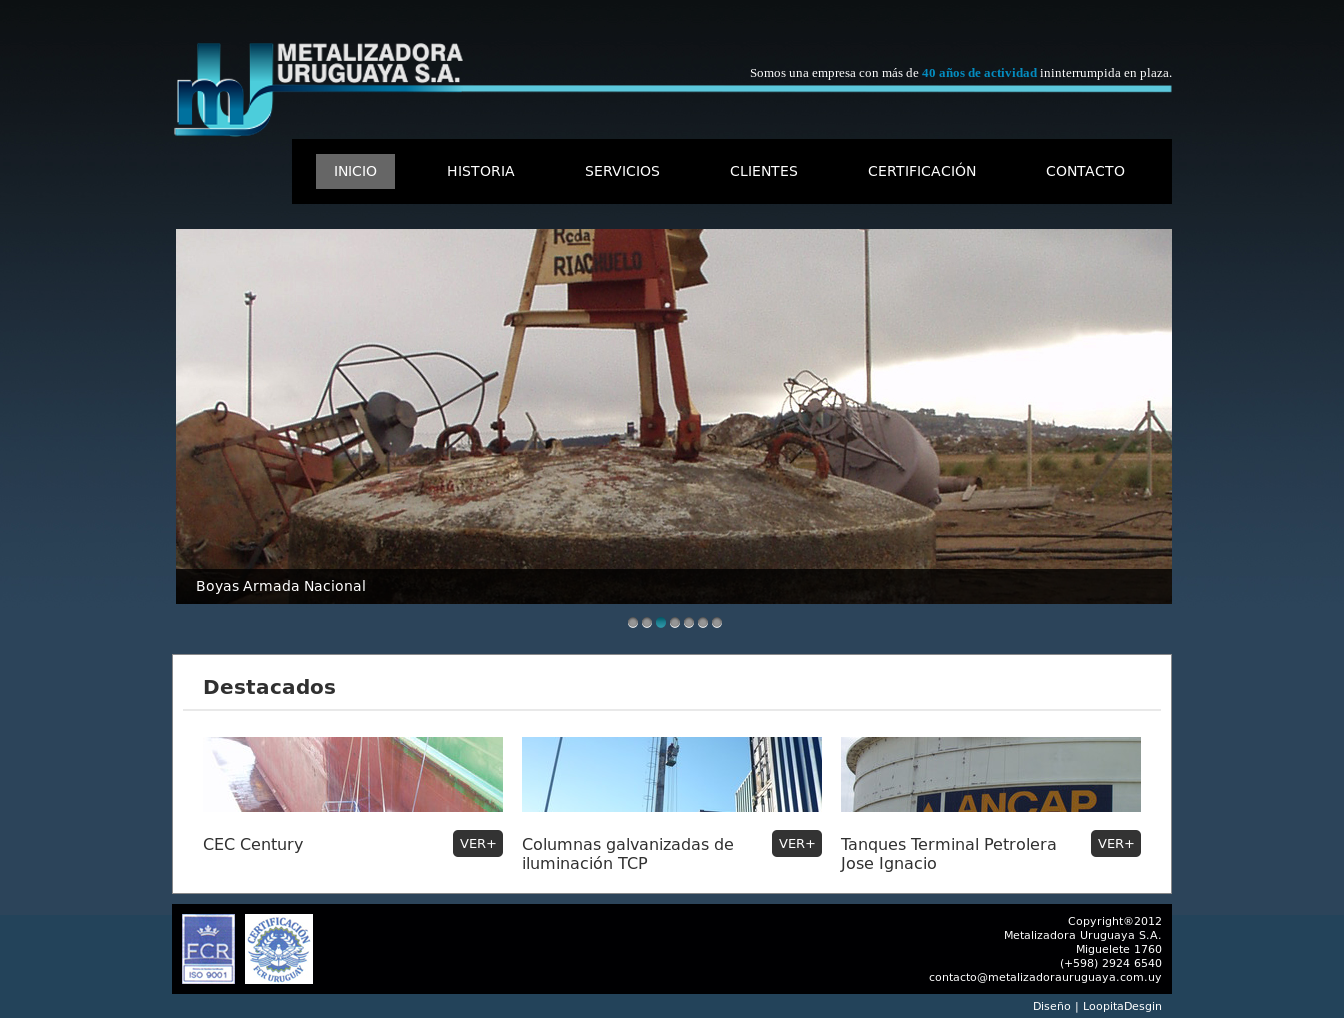 METALIZADORA
URUGUAYA S.A.
Somos una empresa con más de 40 años de actividad ininterrumpida en plaza.
INICIO HISTORIA SERVICIOS CLIENTES CERTIFICACIÓN CONTACTO
Rcda.
RIACHUELO
Boyas Armada Nacional
Destacados
ANCAP
CEC Century VER+
Columnas galvanizadas de
iluminación TCP VER+
Tanques Terminal Petrolera
Jose Ignacio VER+
FCR
ISO 9001
CERTIFICACIÓN
FCR URUGUAY
Copyright®2012
Metalizadora Uruguaya S.A.
Miguelete 1760
(+598) 2924 6540
contacto@metalizadorauruguaya.com.uy
Diseño | LoopitaDesgin